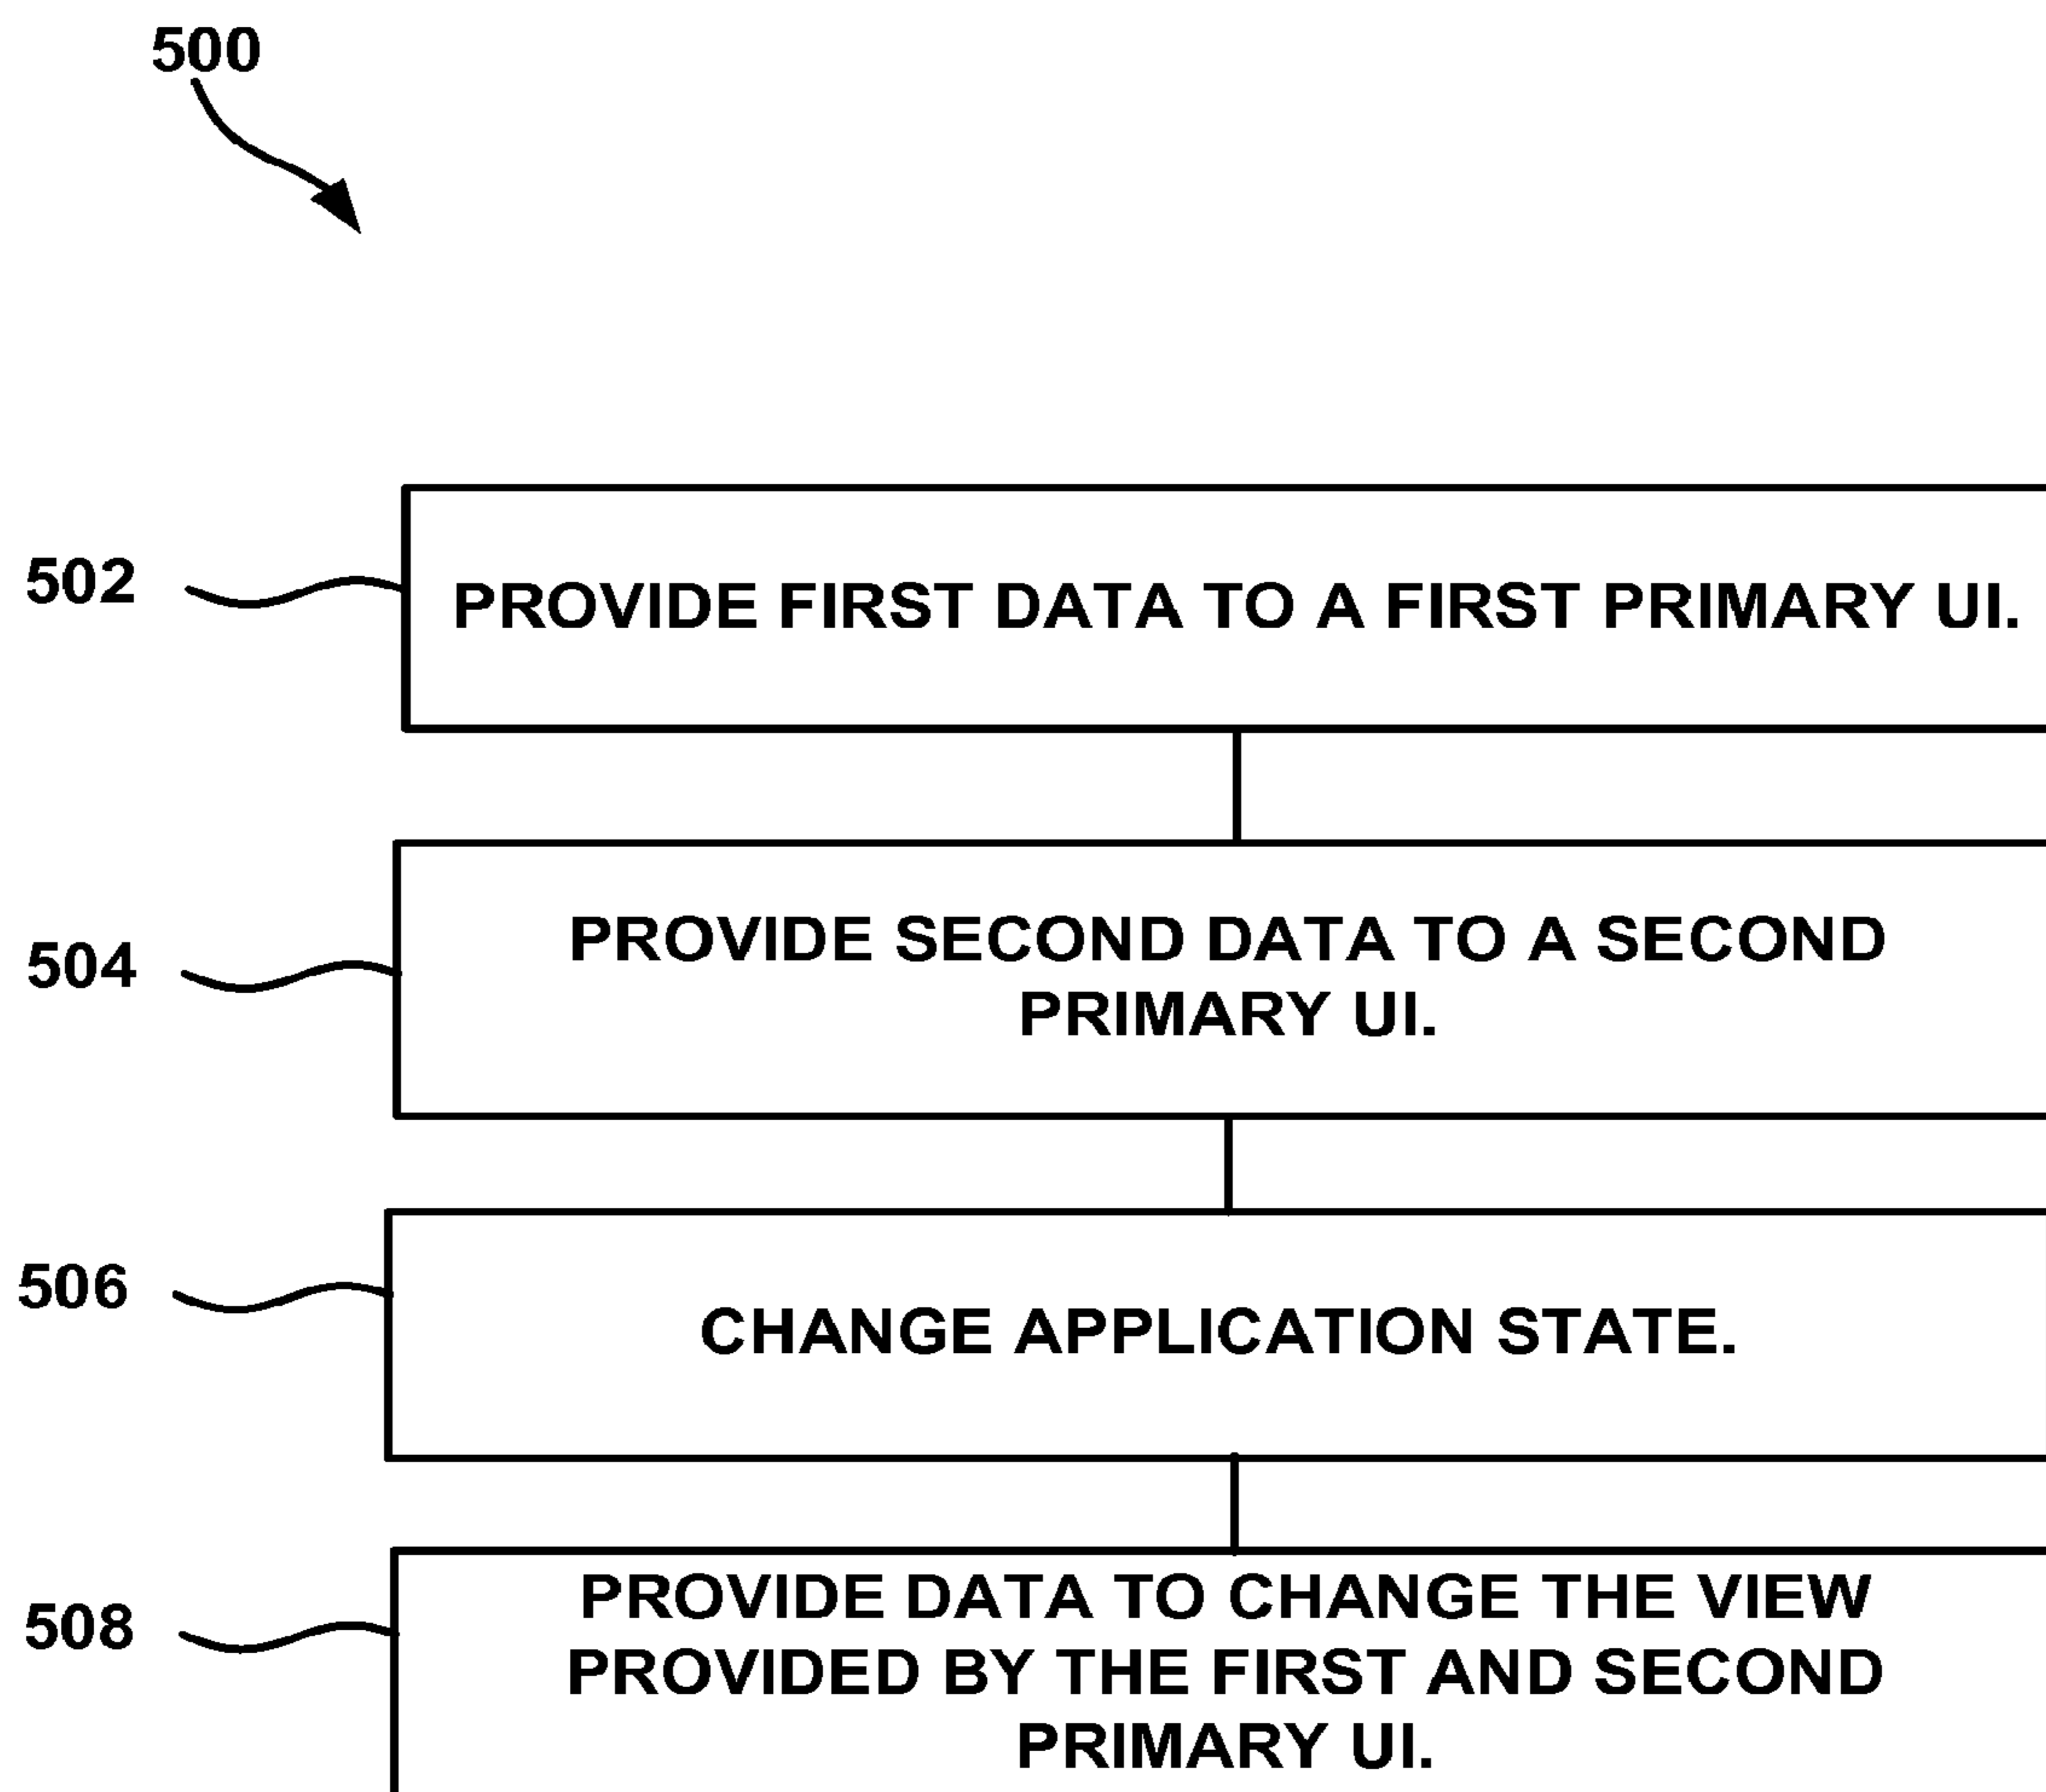 500
502
PROVIDE FIRST DATA TO A FIRST PRIMARY UI.
504
PROVIDE SECOND DATA TO A SECOND
PRIMARY UI.
506
CHANGE APPLICATION STATE.
508
PROVIDE DATA TO CHANGE THE VIEW
PROVIDED BY THE FIRST AND SECOND
PRIMARY UI.